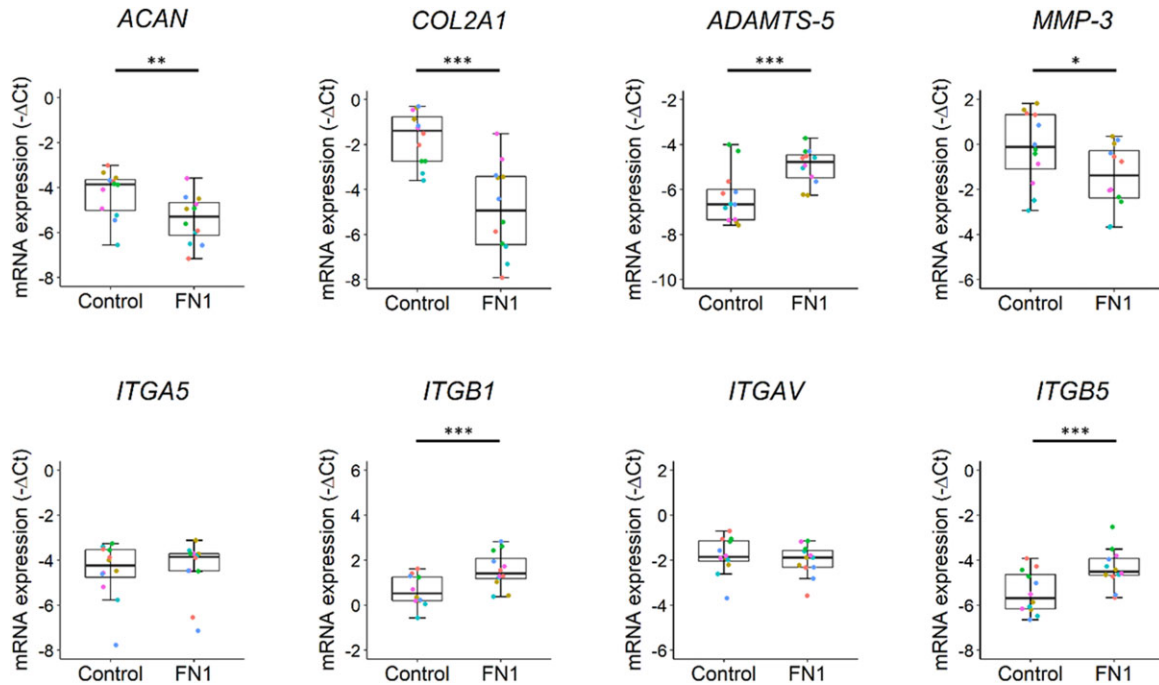 ACAN COL2A1 ADAMTS-5 MMP-3
** *** *** *
mRNA expression (-ΔCt)
0
-2
-4
-6
-8
Control FN1
mRNA expression (-ΔCt)
0
-2
-4
-6
-8
Control FN1
mRNA expression (-ΔCt)
-2
-4
-6
-8
-10
Control FN1
mRNA expression (-ΔCt)
2
0
-2
-4
-6
Control FN1
ITGA5 ITGB1 ITGAV ITGB5
*** ***
mRNA expression (-ΔCt)
0
-2
-4
-6
-8
Control FN1
mRNA expression (-ΔCt)
6
4
2
0
-2
Control FN1
mRNA expression (-ΔCt)
2
0
-2
-4
-6
Control FN1
mRNA expression (-ΔCt)
0
-2
-4
-6
-8
Control FN1